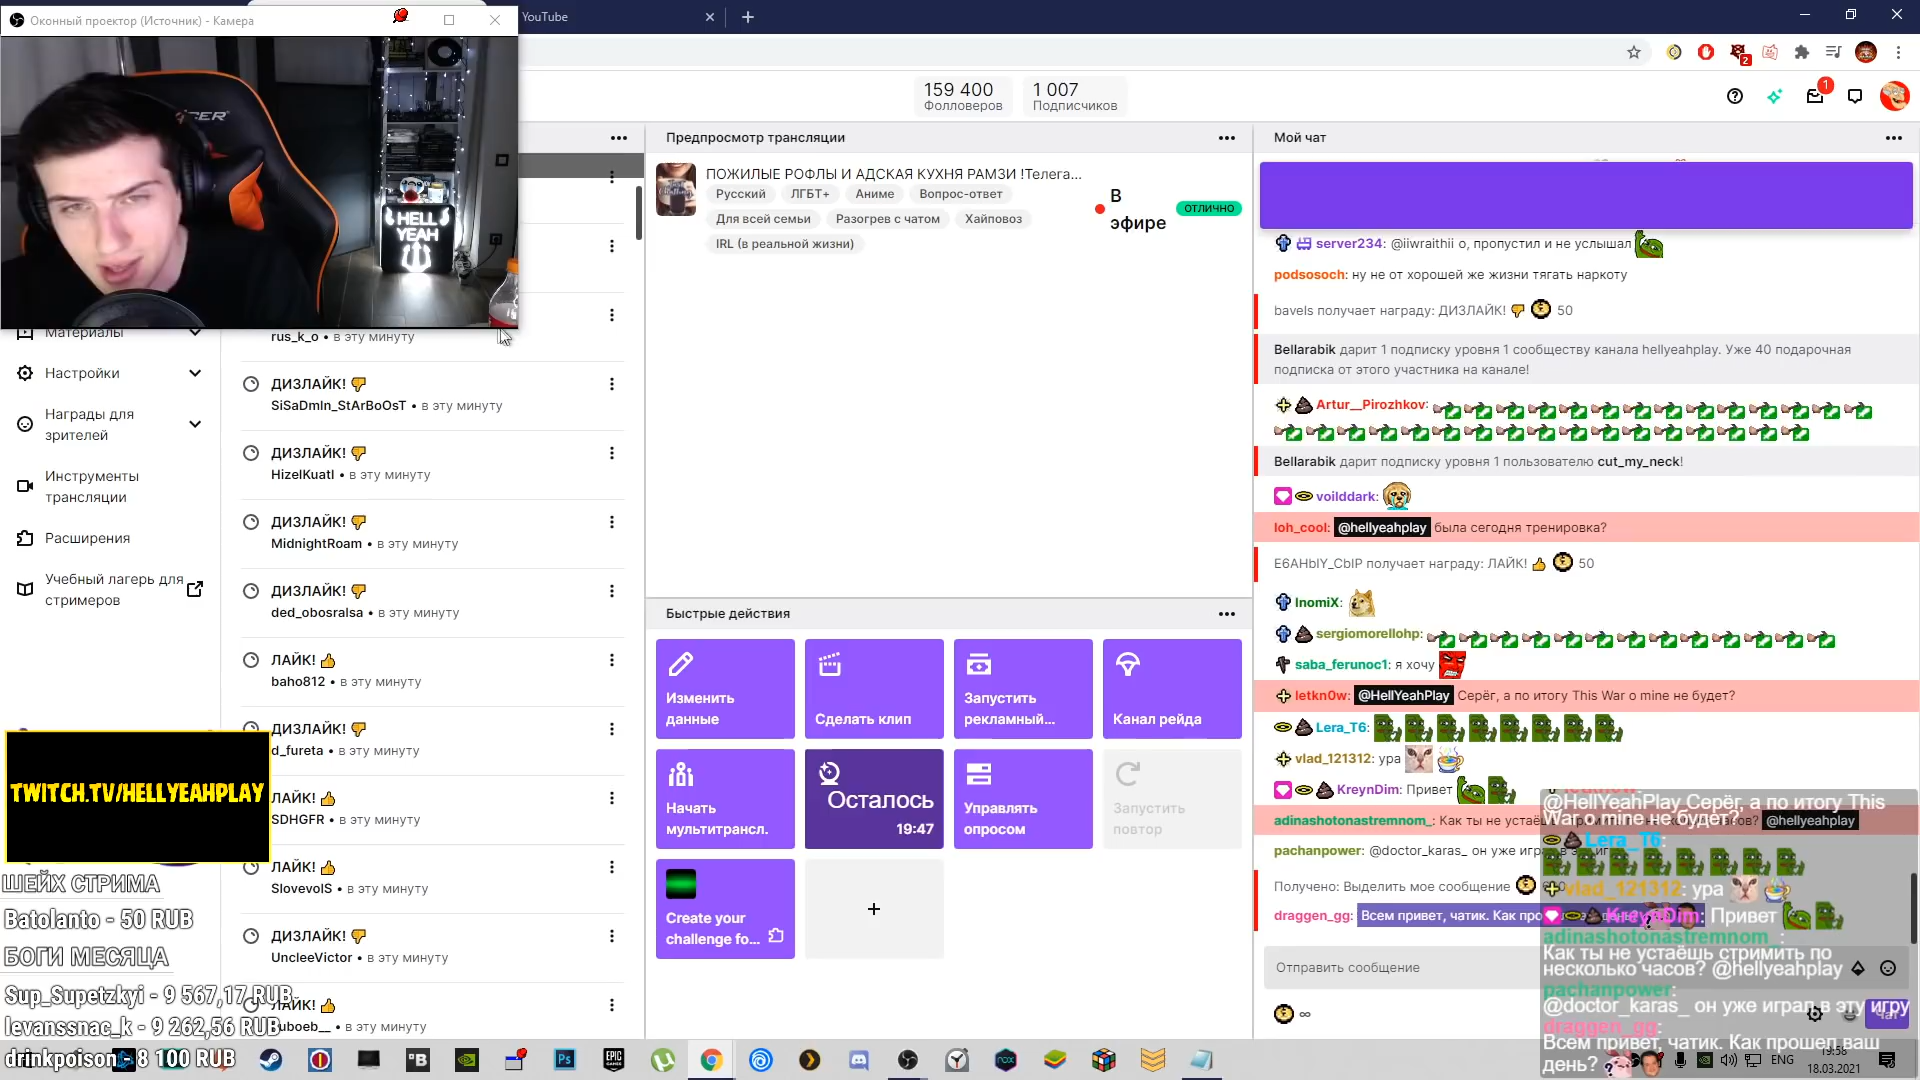 Оконный проектор (Источник) - Камера
YouTube
159 400
Фолловеров
1 007
Подписчиков
1
2
HELL
YEAH
Предпросмотр трансляции
ПОЖИЛЫЕ РОФЛЫ И АДСКАЯ КУХНЯ РАМЗИ !Телега...
Русский
ЛГБТ+
Аниме
Вопрос-ответ
Для всей семьи
Разогрев с чатом
Хайповоз
IRL (в реальной жизни)
В
эфире
ОТЛИЧНО
Материалы
Настройки
Награды для
зрителей
Инструменты
трансляции
Расширения
Учебный лагерь для
стримеров
rus_k_o • в эту минуту
ДИЗЛАЙК!
SiSaDmIn_StArBoOsT • в эту минуту
ДИЗЛАЙК!
HizelKuatl • в эту минуту
ДИЗЛАЙК!
MidnightRoam • в эту минуту
ДИЗЛАЙК!
ded_obosralsa • в эту минуту
ЛАЙК!
baho812 • в эту минуту
ДИЗЛАЙК!
d_fureta • в эту минуту
ЛАЙК!
SDHGFR • в эту минуту
ЛАЙК!
SlovevolS • в эту минуту
ДИЗЛАЙК!
UncleeVictor • в эту минуту
ЛАЙК!
uboeb__ • в эту минуту
TWITCH.TV/HELLYEAHPLAY
ШЕЙХ СТРИМА
Batolanto - 50 RUB
БОГИ МЕСЯЦА
Sup_Supetzkyi - 9 567,17 RUB
levanssnac_k - 9 262,56 RUB
drinkpoison - 8 100 RUB
Быстрые действия
Изменить
данные
Сделать клип
Запустить
рекламный...
Канал рейда
Начать
мультитрансл.
Осталось
19:47
Управлять
опросом
Запустить
повтор
Create your
challenge fo...
Мой чат
server234: @iiwraithii о, пропустил и не услышал
podsosoch: ну не от хорошей же жизни тягать наркоту
bavels получает награду: ДИЗЛАЙК! 50
Bellarabik дарит 1 подписку уровня 1 сообществу канала hellyeahplay. Уже 40 подарочная
подписка от этого участника на канале!
Artur__Pirozhkov:
Bellarabik дарит подписку уровня 1 пользователю cut_my_neck!
voilddark:
loh_cool: @hellyeahplay была сегодня тренировка?
E6AHbIY_CbIP получает награду: ЛАЙК! 50
InomiX:
sergiomorellohp:
saba_ferunoc1: я хочу
letkn0w: @HellYeahPlay Серёг, а по итогу This War o mine не будет?
Lera_T6:
vlad_121312: ура
KreynDim: Привет
adinashotonastremnom_: Как ты не устаёшь @hellyeahplay
pachanpower: @doctor_karas_ он уже игра
Получено: Выделить мое сообщение
draggen_gg: Всем привет, чатик. Как про
Отправить сообщение
∞
Чат
@HellYeahPlay Серёг, а по итогу This
War o mine не будет?
Lera_T6:
vlad_121312: ура
KreynDim: Привет
adinashotonastremnom_:
Как ты не устаёшь стримить по
несколько часов? @hellyeahplay
pachanpower:
@doctor_karas_ он уже играл в эту игру
draggen_gg:
Всем привет, чатик. Как прошел ваш
день?
ENG
19:58
18.03.2021